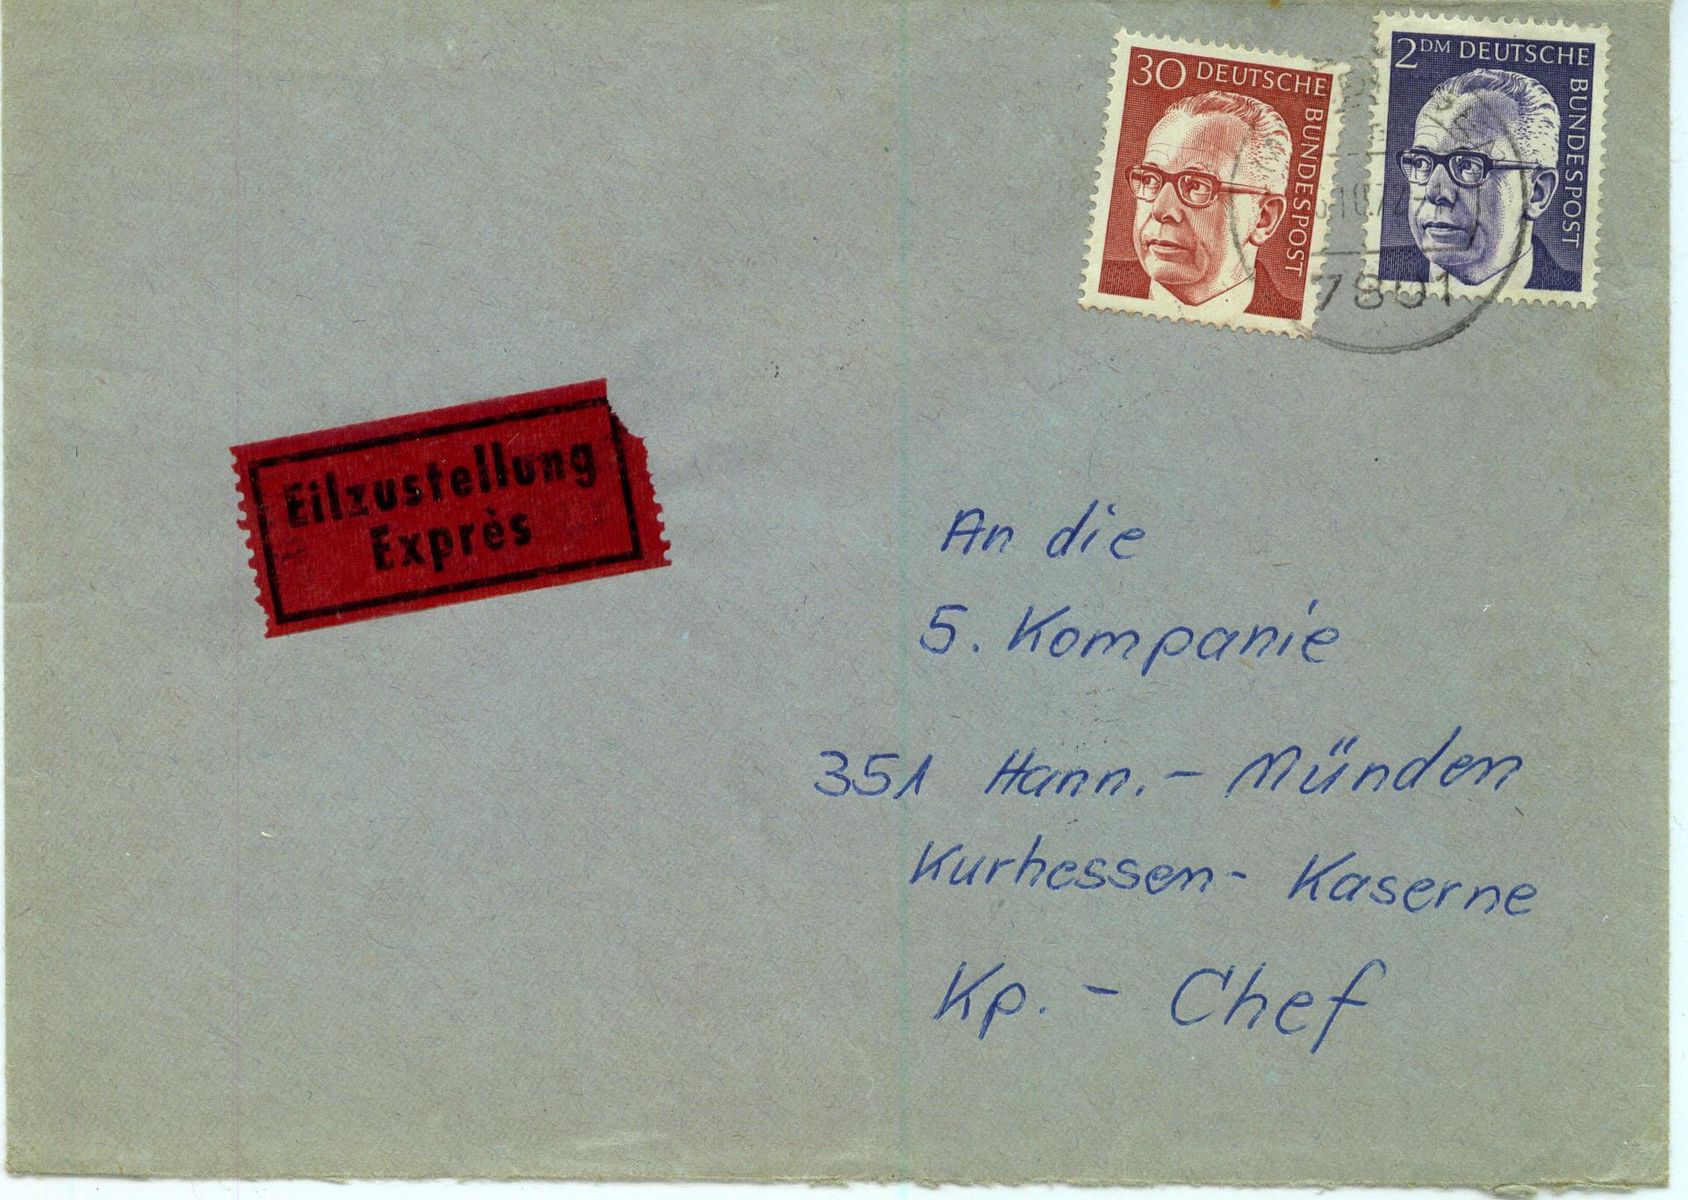 30 DEUTSCHE
BUNDESPOST
2 DM DEUTSCHE
BUNDESPOST
7801
Eilzustellung
Exprès
An die
5. Kompanie
351 Hann.- Münden
Kurhessen- Kaserne
Kp. - Chef